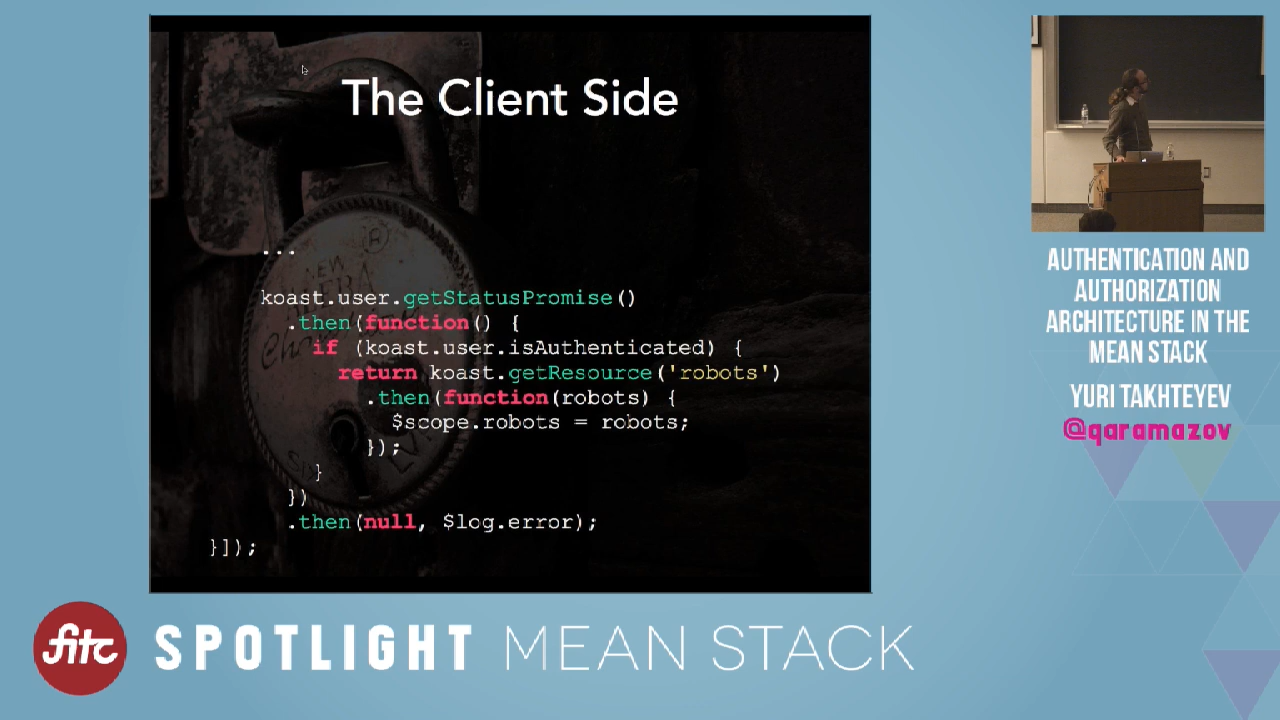 The Client Side
...
koast.user.getStatusPromise()
.then(function() {
if (koast.user.isAuthenticated) {
return koast.getResource('robots')
.then(function(robots) {
$scope.robots = robots;
});
}
})
.then(null, $log.error);
}]);
AUTHENTICATION AND
AUTHORIZATION
ARCHITECTURE IN THE
MEAN STACK
YURI TAKHTEYEV
@qaramazov
fitc
SPOTLIGHT MEAN STACK